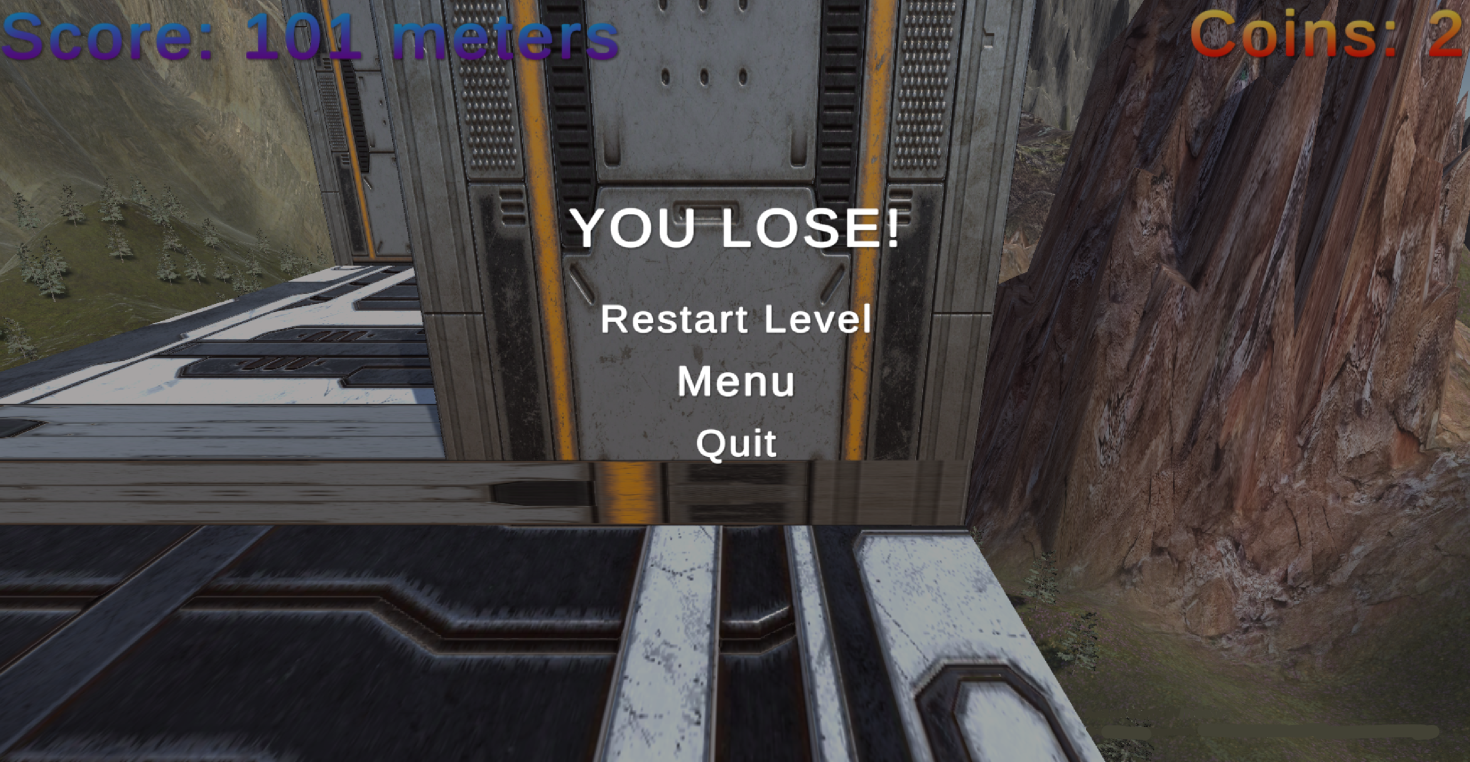 Score: 101 meters
Coins: 2
YOU LOSE!
Restart Level
Menu
Quit